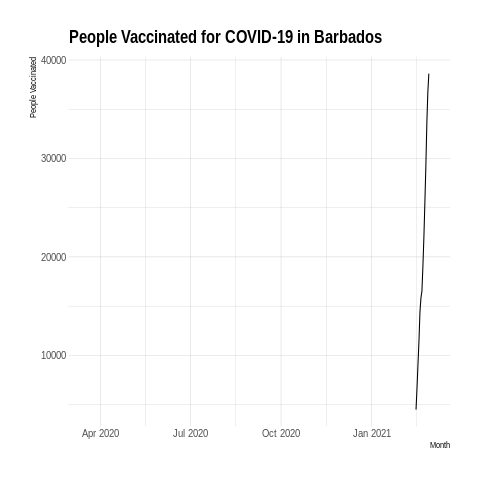 People Vaccinated for COVID-19 in Barbados
People Vaccinated
40000
30000
20000
10000
Apr 2020 Jul 2020 Oct 2020 Jan 2021
Month